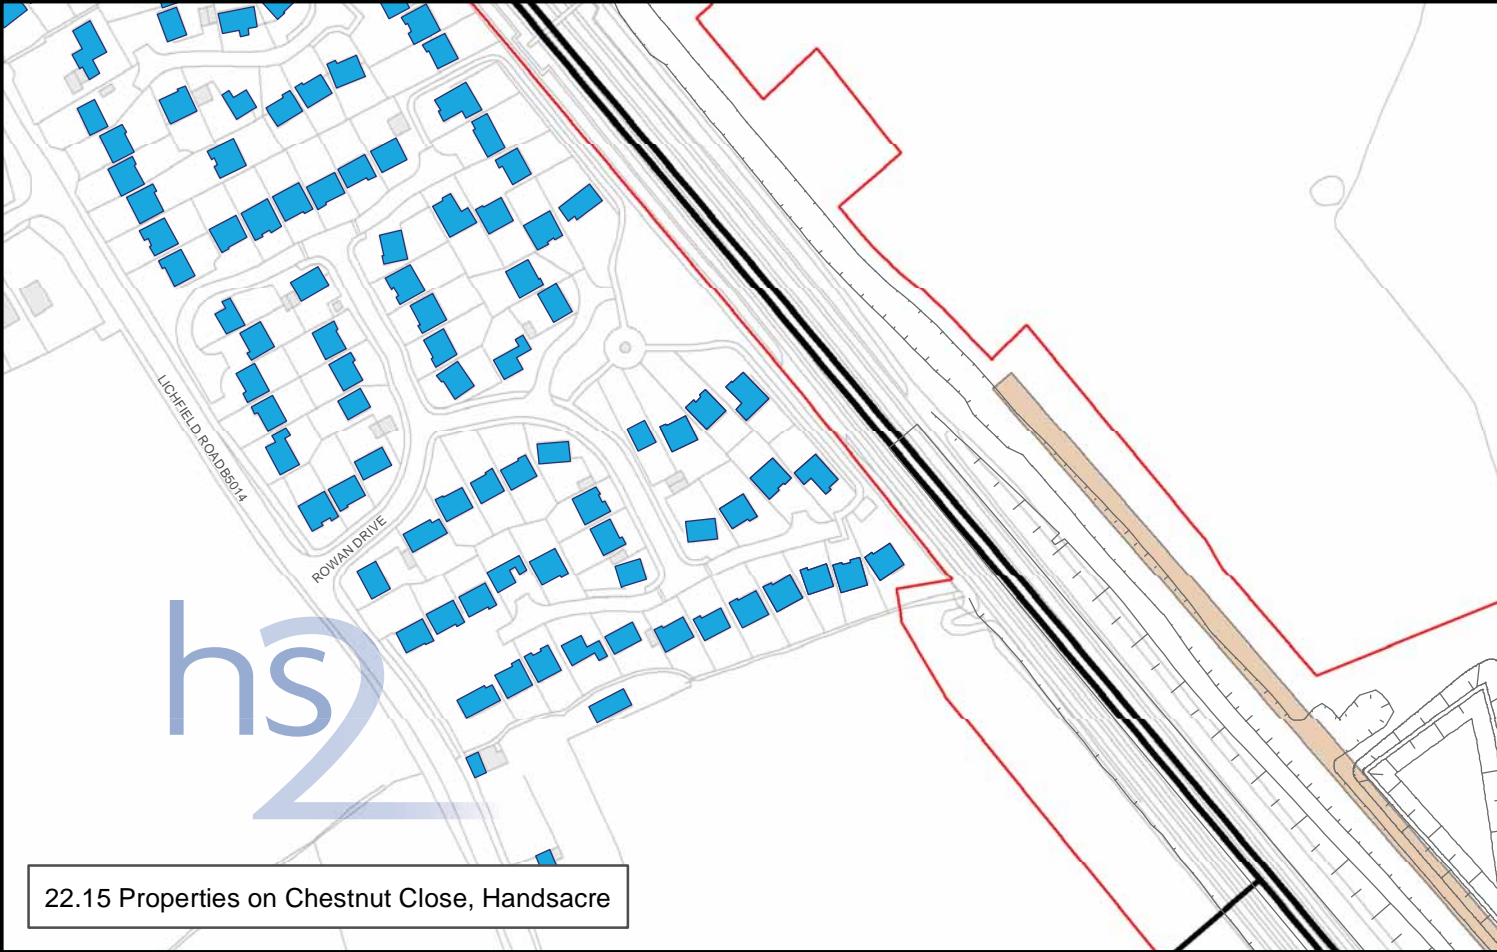 LICHFIELD ROAD B5014
ROWAN DRIVE
hs2
22.15 Properties on Chestnut Close, Handsacre